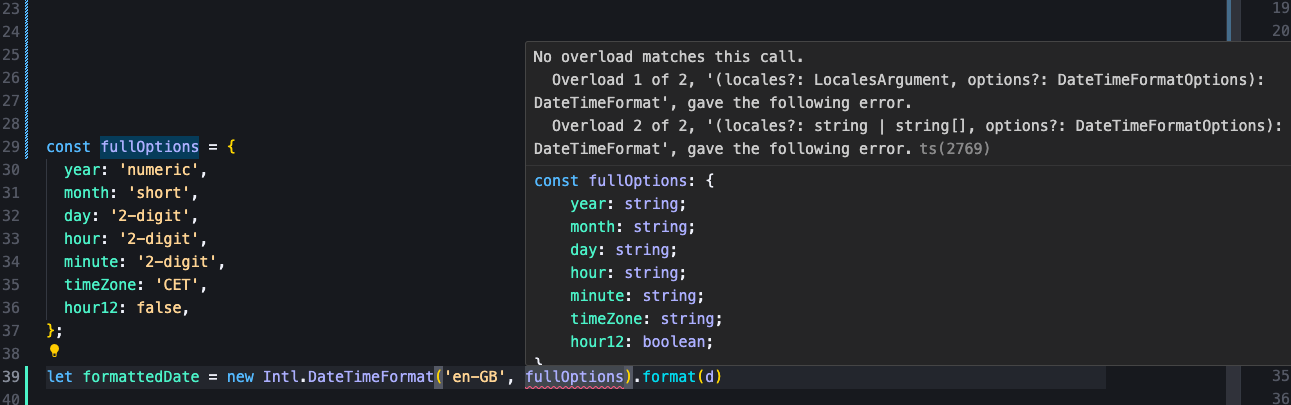 23
24
25
26
27
28
29 const fullOptions = {
30 year: 'numeric',
31 month: 'short',
32 day: '2-digit',
33 hour: '2-digit',
34 minute: '2-digit',
35 timeZone: 'CET',
36 hour12: false,
37 };
38
39 let formattedDate = new Intl.DateTimeFormat('en-GB', fullOptions).format(d)
40
No overload matches this call.
Overload 1 of 2, '(locales?: LocalesArgument, options?: DateTimeFormatOptions):
DateTimeFormat', gave the following error.
Overload 2 of 2, '(locales?: string | string[], options?: DateTimeFormatOptions):
DateTimeFormat', gave the following error. ts(2769)
const fullOptions: {
year: string;
month: string;
day: string;
hour: string;
minute: string;
timeZone: string;
hour12: boolean;
}
19
20
35
36